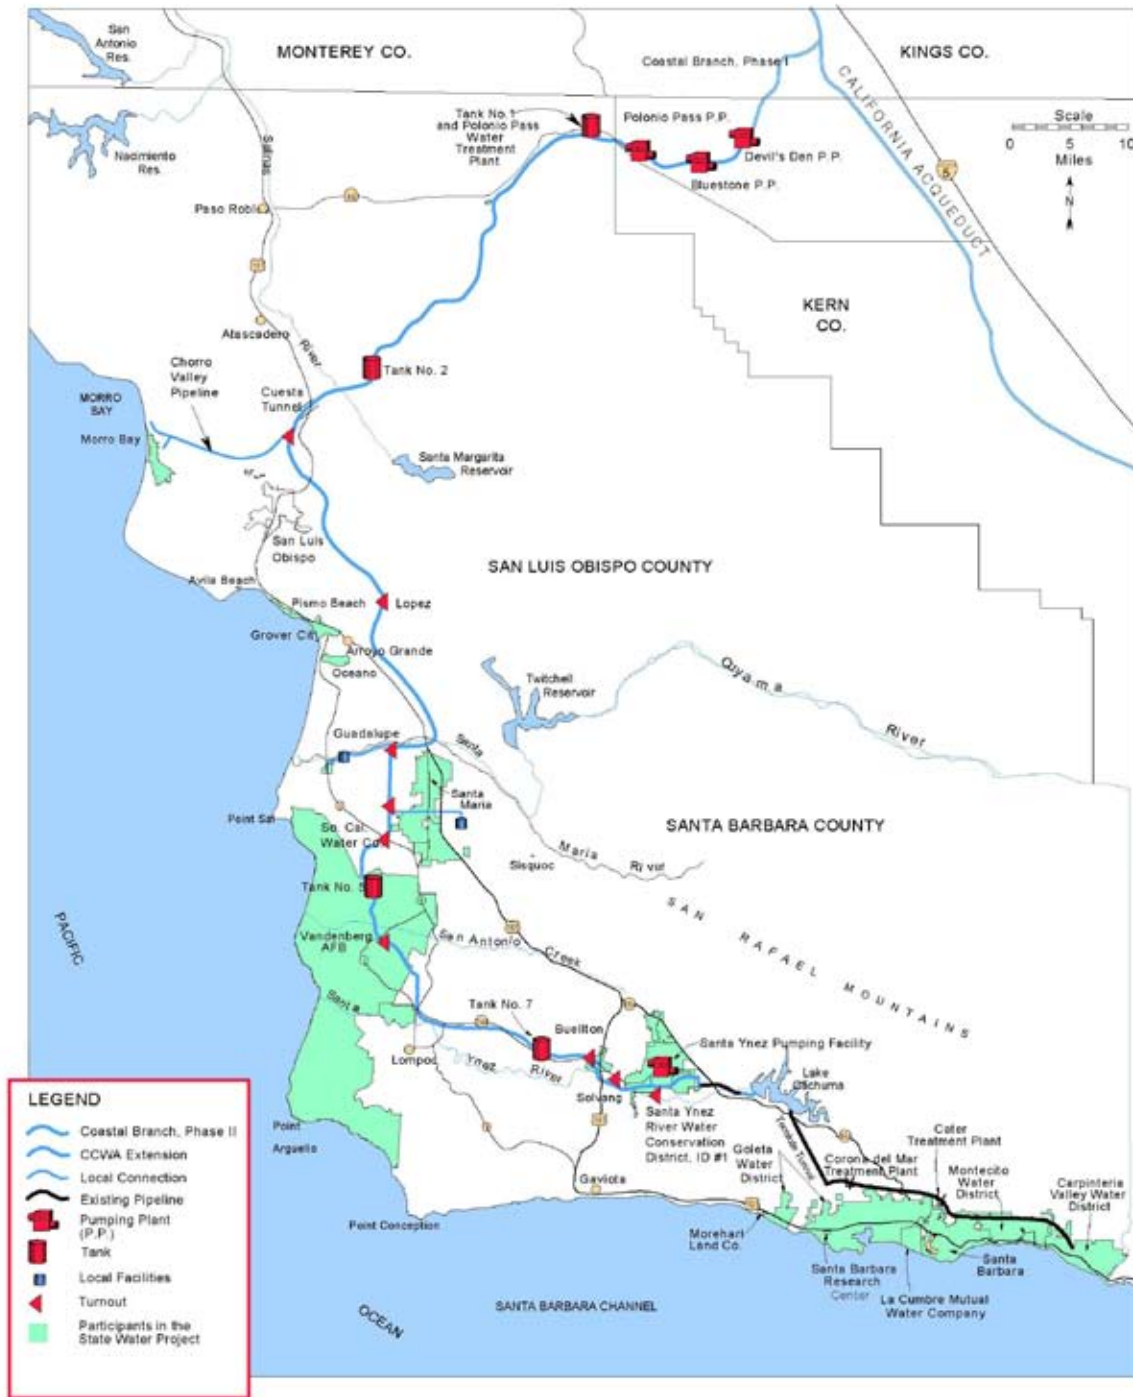 San
Antonio
Res.
MONTEREY CO.
Coastal Branch, Phase I
KINGS CO.
CALIFORNIA ACQUEDUCT
Tank No.1
and Polonio Pass
Water
Treatment
Plant
Polonio Pass P.P.
Devil's Den P.P.
Bluestone P.P.
Scale
0 5 10
Miles
N
5
Nacimiento
Res.
Salinas
River
Paso Robles
Atascadero
KERN
CO.
Tank No. 2
Chorro
Valley
Pipeline
Cuesta
Tunnel
MORRO
BAY
Morro Bay
Santa Margarita
Reservoir
San Luis
Obispo
SAN LUIS OBISPO COUNTY
Avila Beach
Pismo Beach
Lopez
Grover City
Arroyo Grande
Oceano
Twitchell
Reservoir
Cuyama
River
Guadalupe
Santa
Maria
River
Santa
Maria
Point Sal
So. Cal.
Water Co.
Sisquoc
SANTA BARBARA COUNTY
Tank No. 5
SAN RAFAEL MOUNTAINS
PACIFIC
Vandenberg
AFB
San Antonio
Creek
Santa
Ynez
River
Tank No. 7
Buellton
Santa Ynez Pumping Facility
Lompoc
Lake
Cachuma
Solvang
Santa Ynez
River Water
Conservation
District, ID #1
Tecolote Tunnel
Cater
Treatment Plant
Goleta
Water
District
Corona del Mar
Treatment Plant
Montecito
Water
District
Carpinteria
Valley Water
District
Point
Arguello
Gaviota
Point Conception
Morehart
Land Co.
Santa Barbara
Research
Center
Santa
Barbara
La Cumbre Mutual
Water Company
SANTA BARBARA CHANNEL
OCEAN
LEGEND
Coastal Branch, Phase II
CCWA Extension
Local Connection
Existing Pipeline
Pumping Plant
(P.P.)
Tank
Local Facilities
Turnout
Participants in the
State Water Project